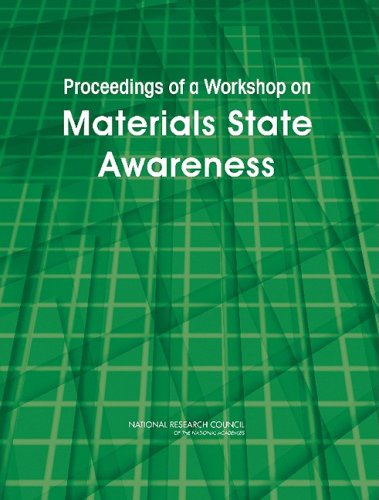 Proceedings of a Workshop on
Materials State
Awareness
NATIONAL RESEARCH COUNCIL
OF THE NATIONAL ACADEMIES